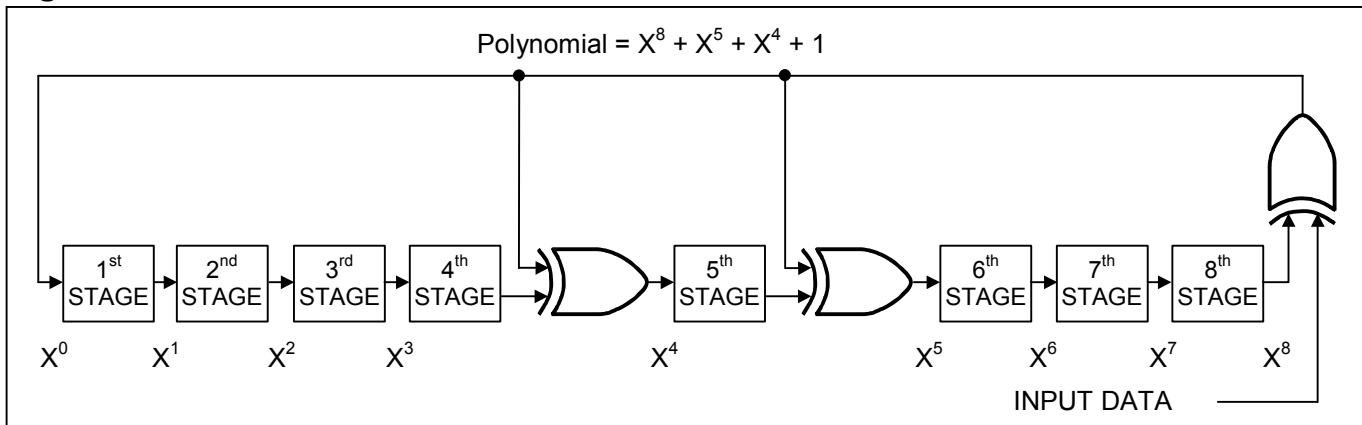 Polynomial = X⁸ + X⁵ + X⁴ + 1
1st STAGE
2nd STAGE
3rd STAGE
4th STAGE
5th STAGE
6th STAGE
7th STAGE
8th STAGE
X⁰ X¹ X² X³ X⁴ X⁵ X⁶ X⁷ X⁸
INPUT DATA